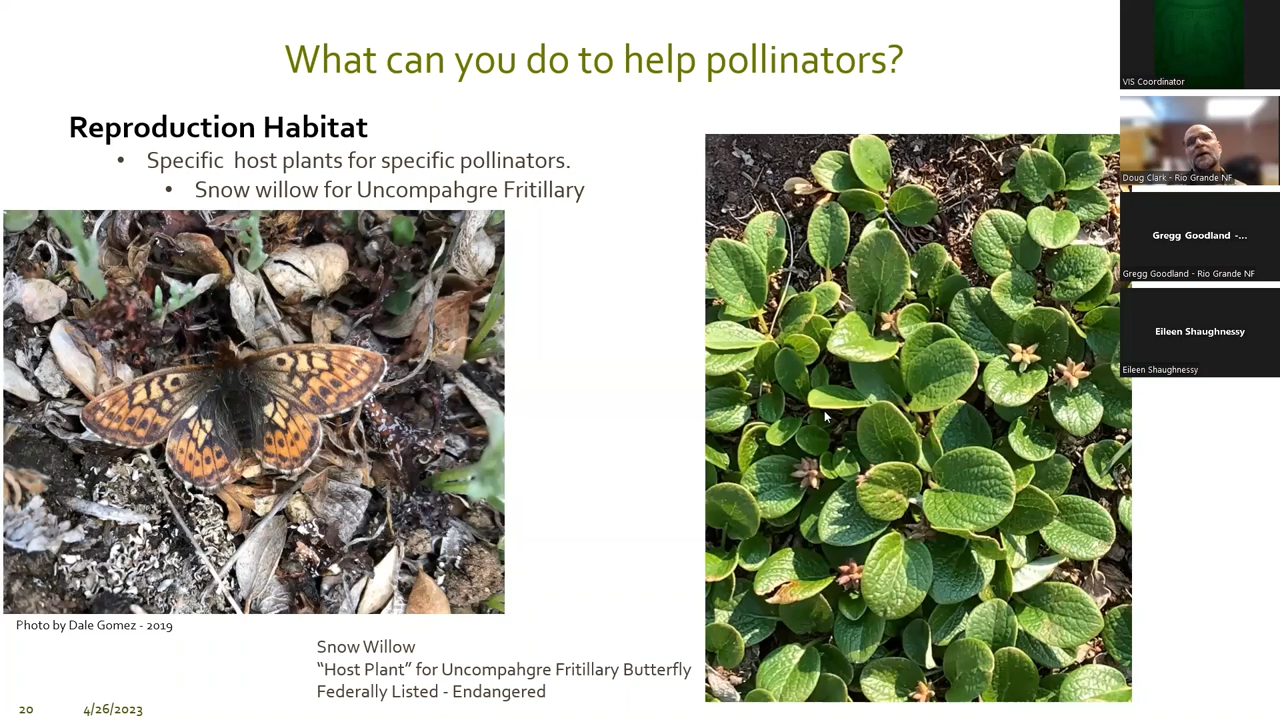 What can you do to help pollinators?
Reproduction Habitat
• Specific host plants for specific pollinators.
• Snow willow for Uncompahgre Fritillary
Photo by Dale Gomez - 2019
Snow Willow
“Host Plant” for Uncompahgre Fritillary Butterfly
Federally Listed - Endangered
20 4/26/2023
VIS Coordinator
Doug Clark - Rio Grande NF
Gregg Goodland -...
Gregg Goodland - Rio Grande NF
Eileen Shaughnessy
Eileen Shaughnessy